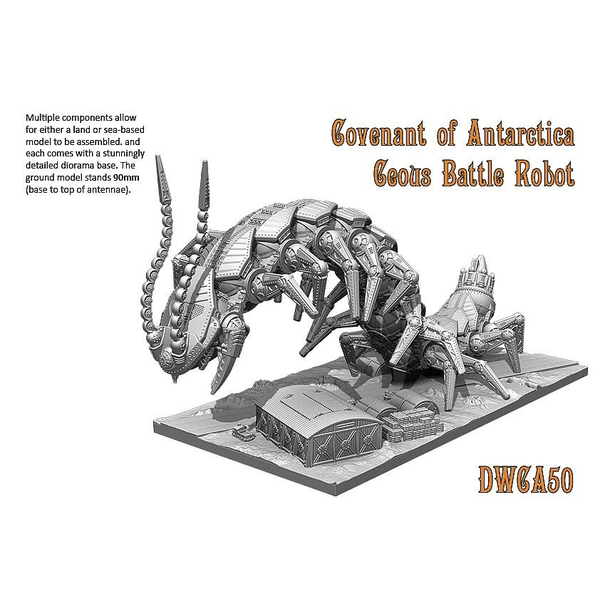 Multiple components allow
for either a land or sea-based
model to be assembled. and
each comes with a stunningly
detailed diorama base. The
ground model stands 90mm
(base to top of antennae).
Covenant of Antarctica
Ceous Battle Robot
DWCA50